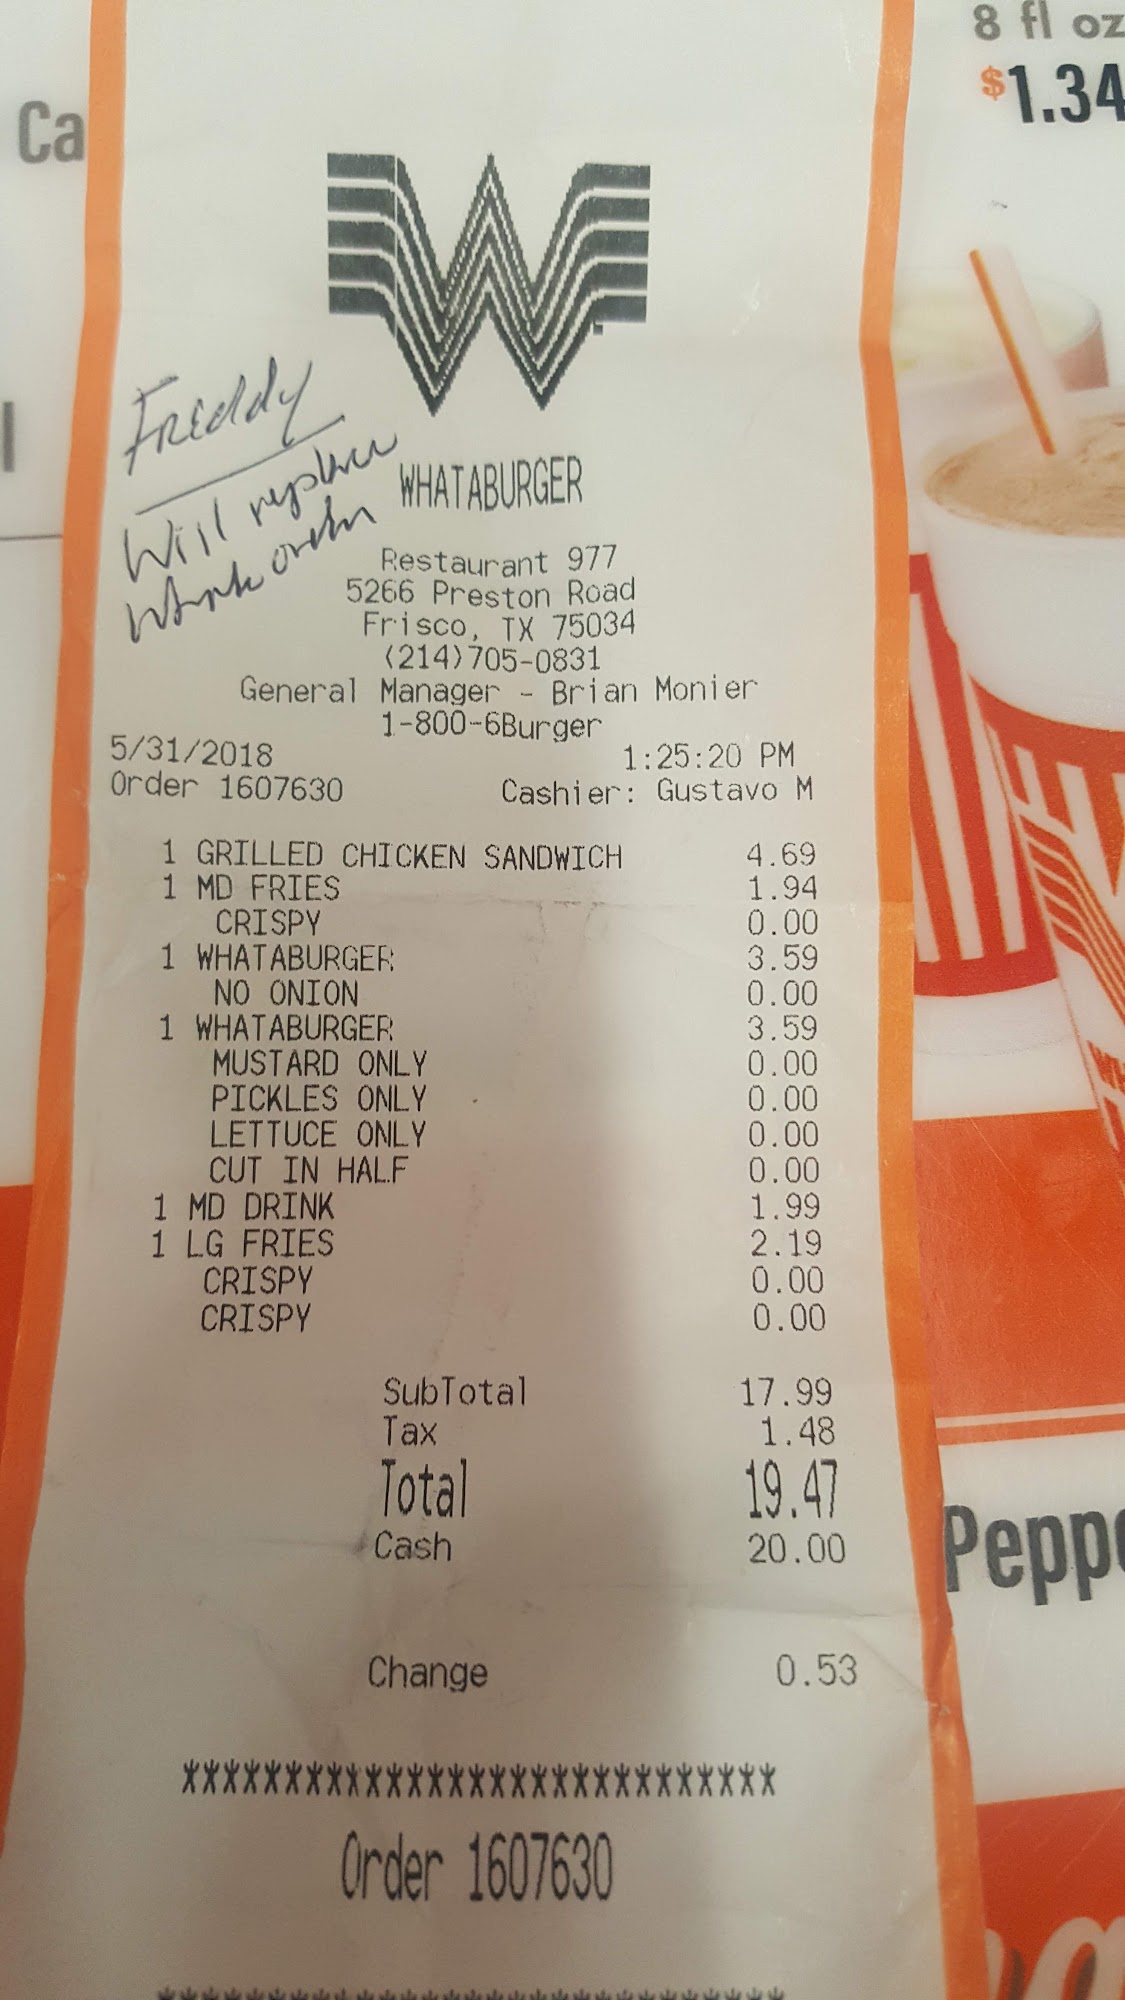 8 fl oz
$1.34
Ca
Freddy
Will replace
whole order
WHATABURGER
Restaurant 977
5266 Preston Road
Frisco, TX 75034
(214)705-0831
General Manager - Brian Monier
1-800-6Burger
5/31/2018 1:25:20 PM
Order 1607630 Cashier: Gustavo M
1 GRILLED CHICKEN SANDWICH 4.69
1 MD FRIES 1.94
CRISPY 0.00
1 WHATABURGER 3.59
NO ONION 0.00
1 WHATABURGER 3.59
MUSTARD ONLY 0.00
PICKLES ONLY 0.00
LETTUCE ONLY 0.00
CUT IN HALF 0.00
1 MD DRINK 1.99
1 LG FRIES 2.19
CRISPY 0.00
CRISPY 0.00
SubTotal 17.99
Tax 1.48
Total 19.47
Cash 20.00
Peppe
Change 0.53
*****************************
Order 1607630